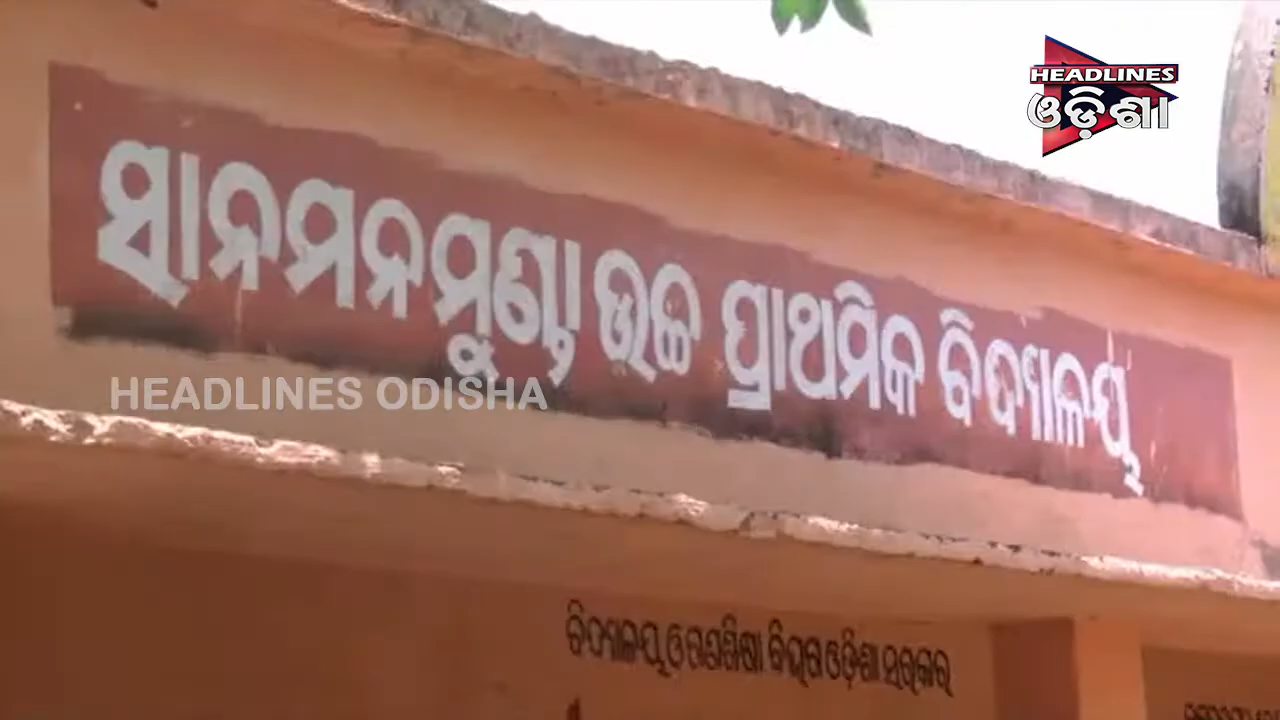 HEADLINES
ଓଡ଼ିଶା
ସାନମନମୁଣ୍ଡା ଉଚ୍ଚ ପ୍ରାଥମିକ ବିଦ୍ୟାଳୟ
HEADLINES ODISHA
ବିଦ୍ୟାଳୟ ଓ ଗଣଶିକ୍ଷା ବିଭାଗ ଓଡ଼ିଶା ସରକାର